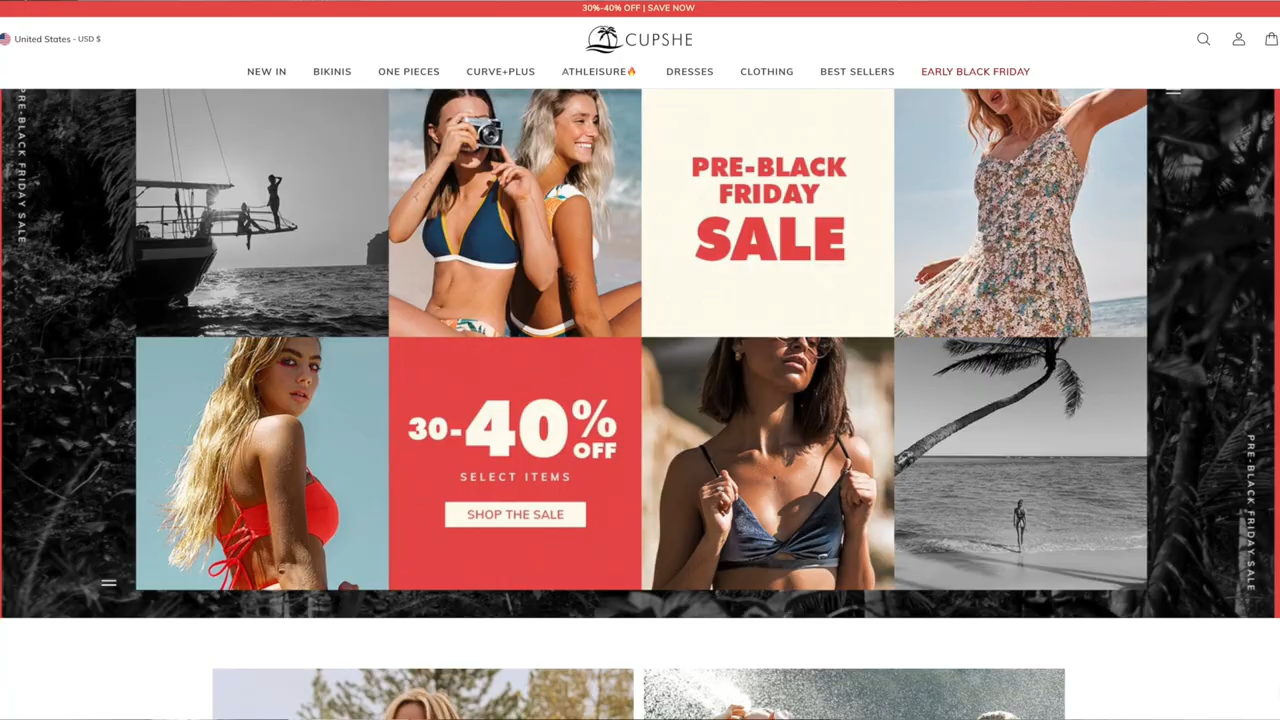 30%-40% OFF | SAVE NOW
United States - USD $
CUPSHE
NEW IN
BIKINIS
ONE PIECES
CURVE+PLUS
ATHLEISURE🔥
DRESSES
CLOTHING
BEST SELLERS
EARLY BLACK FRIDAY
PRE-BLACK FRIDAY SALE
PRE-BLACK
FRIDAY
SALE
30-40% OFF
SELECT ITEMS
SHOP THE SALE
PRE-BLACK FRIDAY SALE